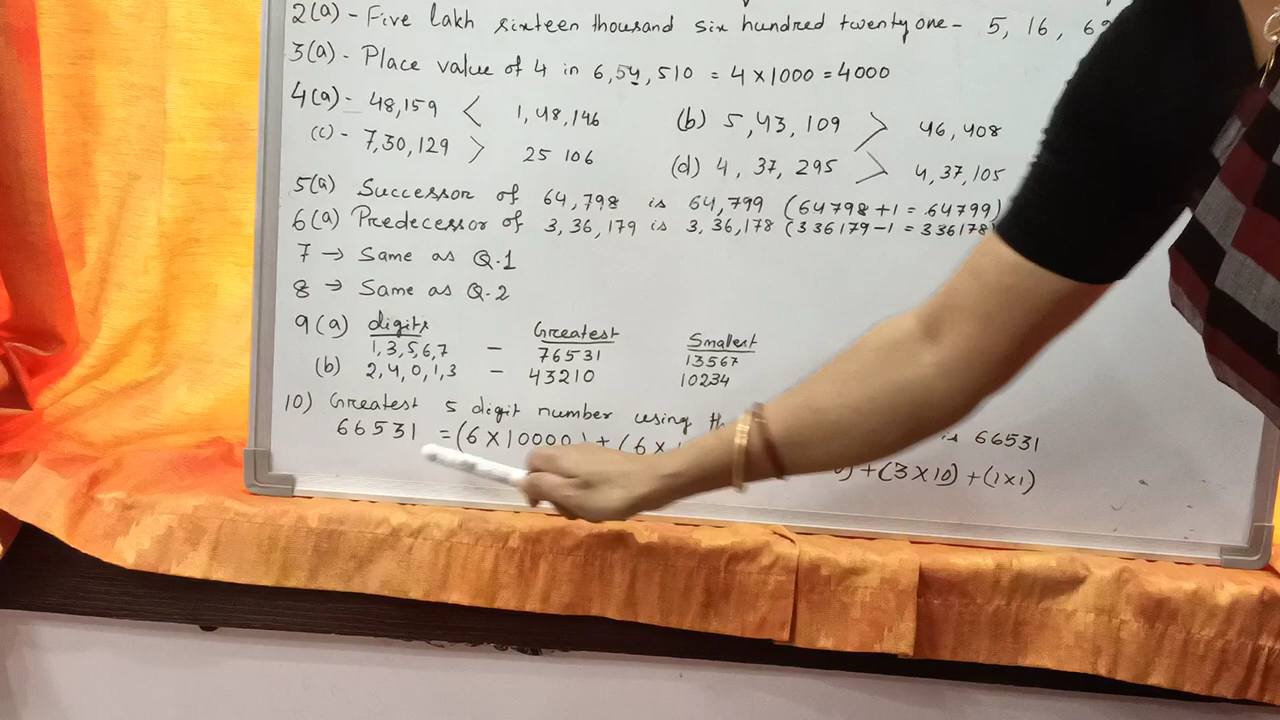 2(a) - Five lakh sixteen thousand six hundred twenty one - 5, 16, 6
3(a) - Place value of 4 in 6,54,510 = 4 x 1000 = 4000
4(a) - 48,159 < 1,48,146 (b) 5,43,109 > 46,408
(c) - 7,30,129 > 25 106 (d) 4, 37, 295 > 4,37,105
5(a) Successor of 64,798 is 64,799 (64798+1 = 64799)
6(a) Predecessor of 3,36,179 is 3,36,178 (336179-1 = 336178)
7 → Same as Q.1
8 → Same as Q.2
9(a) digits Greatest Smallest
1,3,5,6,7 - 76531 13567
(b) 2,4,0,1,3 - 43210 10234
10) Greatest 5 digit number using is 66531
66531 = (6 X 10000) + (6 x ) + (3 X 10) + (1x1)